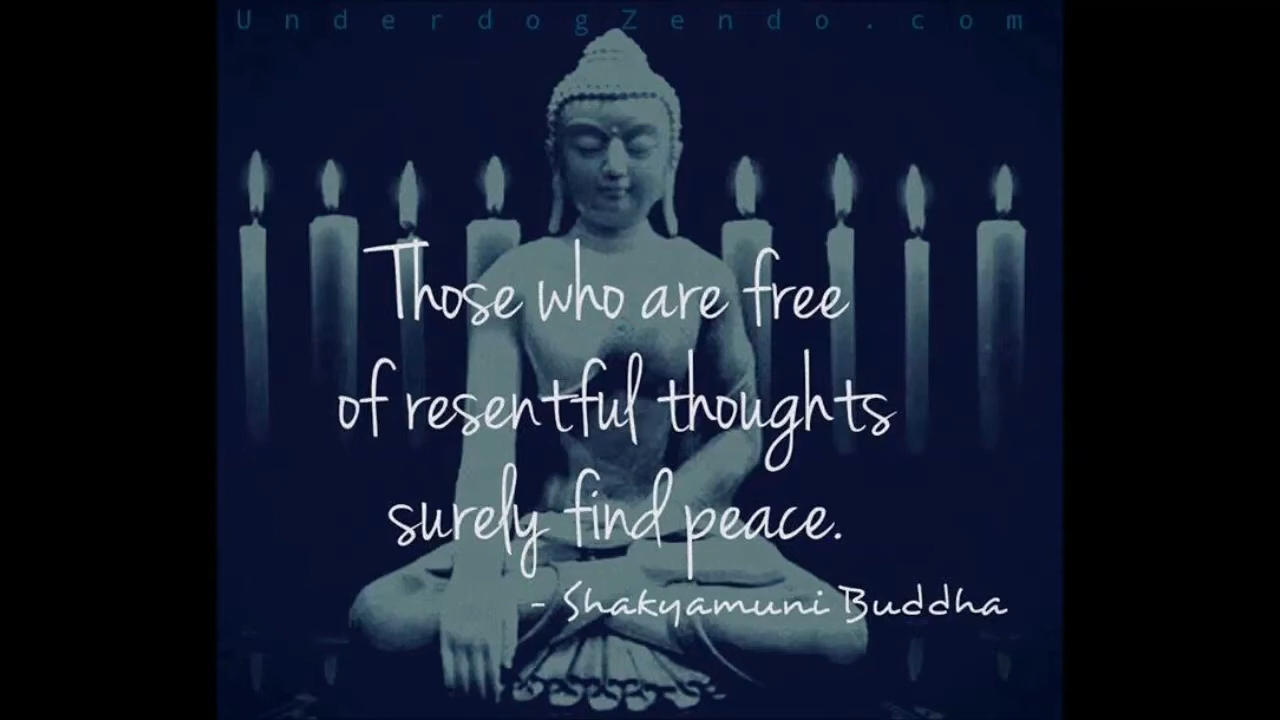 UnderdogZendo.com
Those who are free
of resentful thoughts
surely find peace.
- Shakyamuni Buddha